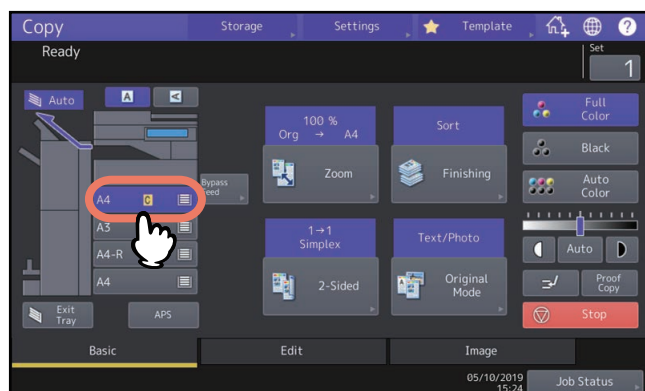 Copy
Storage
Settings
Template
?
Ready
Set
1
Auto
A
A
100 %
Org → A4
Sort
Full
Color
Zoom
Finishing
Black
Bypass
Feed
Auto
Color
A4 C
A3
A4-R
A4
1→1
Simplex
Text/Photo
Auto
2-Sided
Original
Mode
Proof
Copy
Exit
Tray
APS
Stop
Basic
Edit
Image
05/10/2019
15:24
Job Status